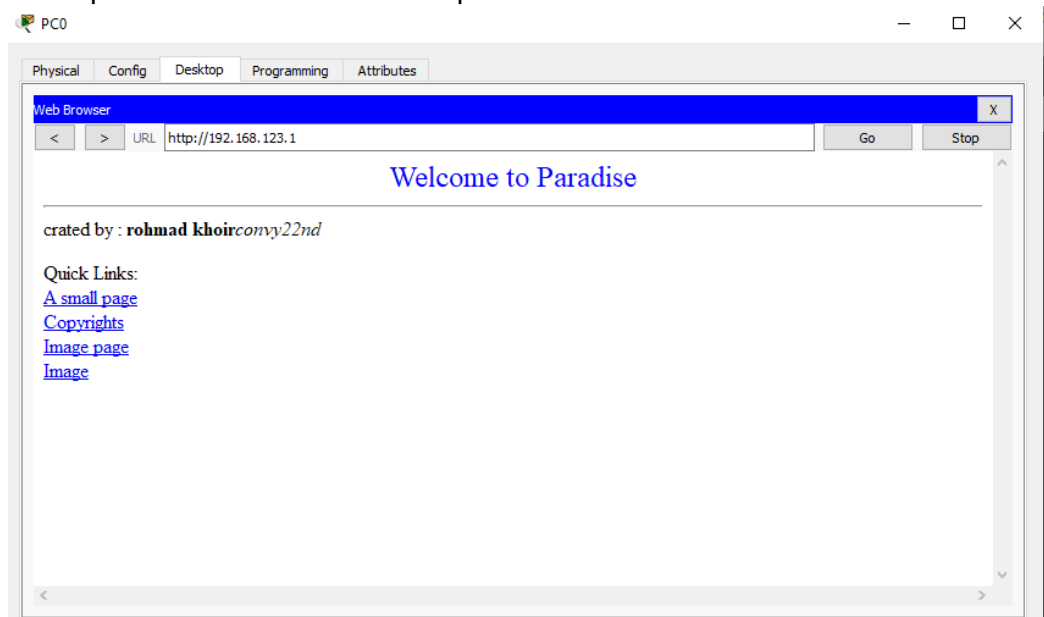 PC0
Physical Config Desktop Programming Attributes
Web Browser X
< > URL http://192.168.123.1 Go Stop
Welcome to Paradise
crated by : rohmad khoirconvy22nd
Quick Links:
A small page
Copyrights
Image page
Image